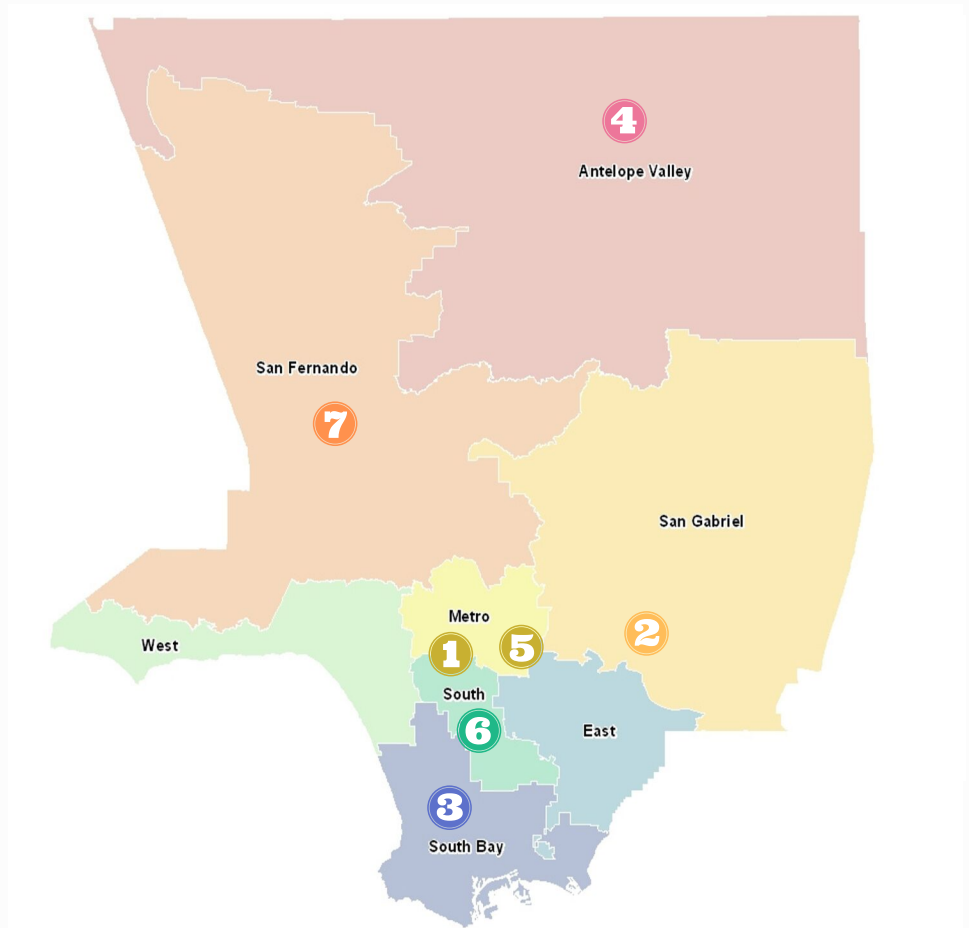 4
Antelope Valley
San Fernando
7
San Gabriel
Metro
2
West
1
5
South
6
East
3
South Bay